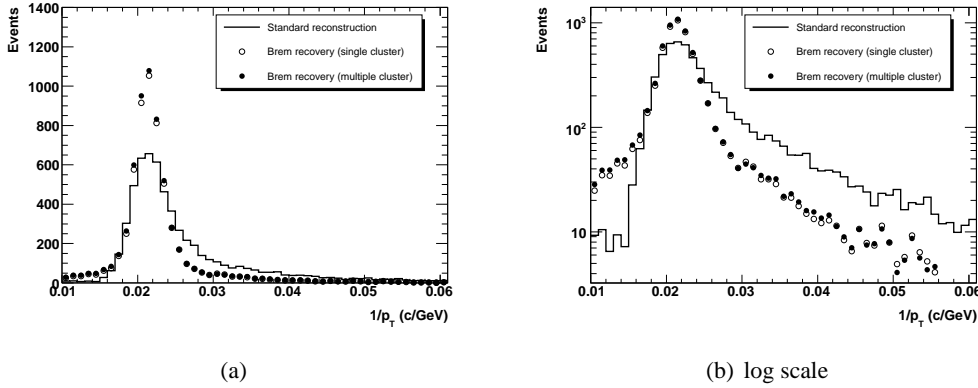 Events
1400
1200
1000
800
600
400
200
0
0.01 0.02 0.03 0.04 0.05 0.06
1/p_T (c/GeV)
Standard reconstruction
Brem recovery (single cluster)
Brem recovery (multiple cluster)
(a)
Events
10³
10²
10
0.01 0.02 0.03 0.04 0.05 0.06
1/p_T (c/GeV)
Standard reconstruction
Brem recovery (single cluster)
Brem recovery (multiple cluster)
(b) log scale